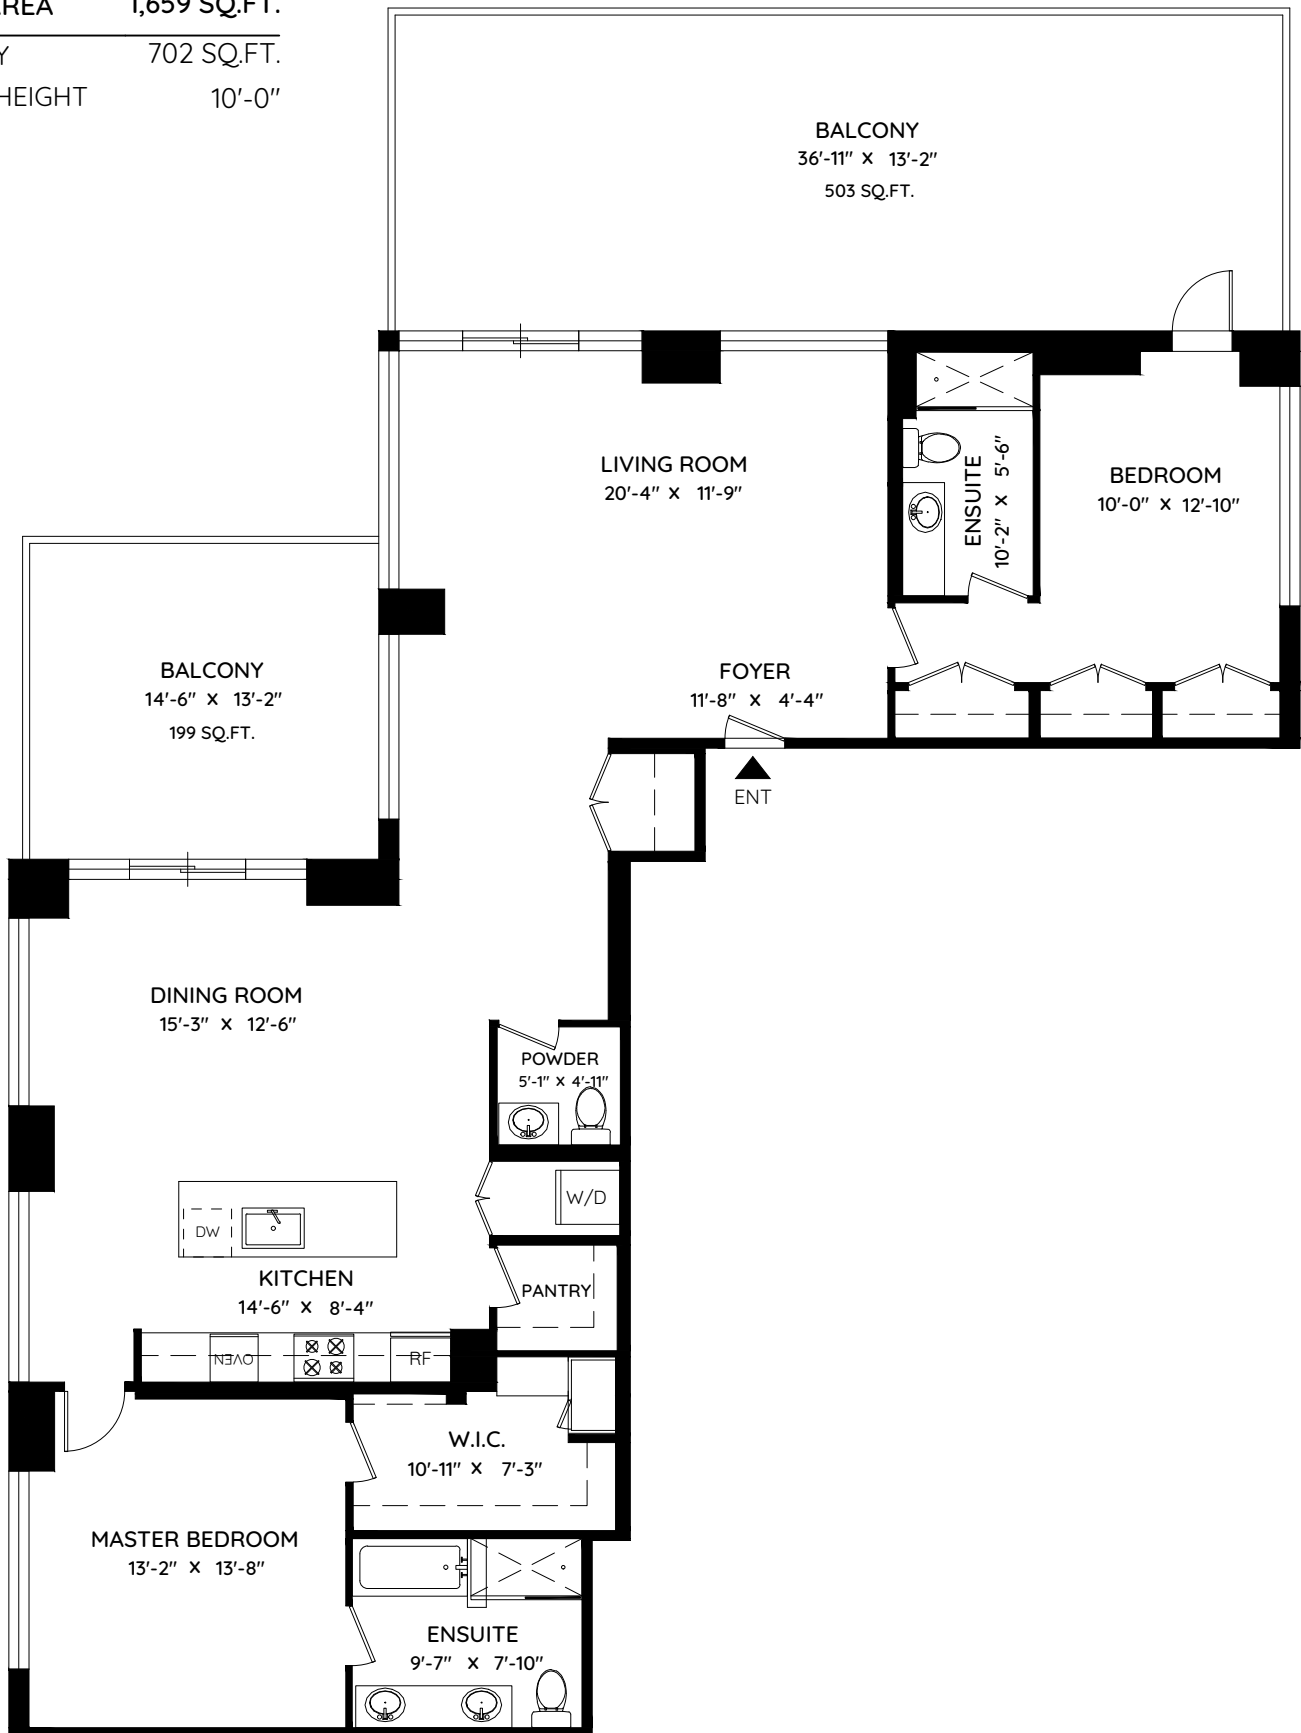 AREA 1,659 SQ.FT.
Y 702 SQ.FT.
HEIGHT 10'-0"
BALCONY
36'-11" X 13'-2"
503 SQ.FT.
LIVING ROOM
20'-4" X 11'-9"
ENSUITE
10'-2" X 5'-6"
BEDROOM
10'-0" X 12'-10"
BALCONY
14'-6" X 13'-2"
199 SQ.FT.
FOYER
11'-8" X 4'-4"
ENT
DINING ROOM
15'-3" X 12'-6"
POWDER
5'-1" X 4'-11"
W/D
DW
KITCHEN
14'-6" X 8'-4"
PANTRY
OVEN
RF
W.I.C.
10'-11" X 7'-3"
MASTER BEDROOM
13'-2" X 13'-8"
ENSUITE
9'-7" X 7'-10"